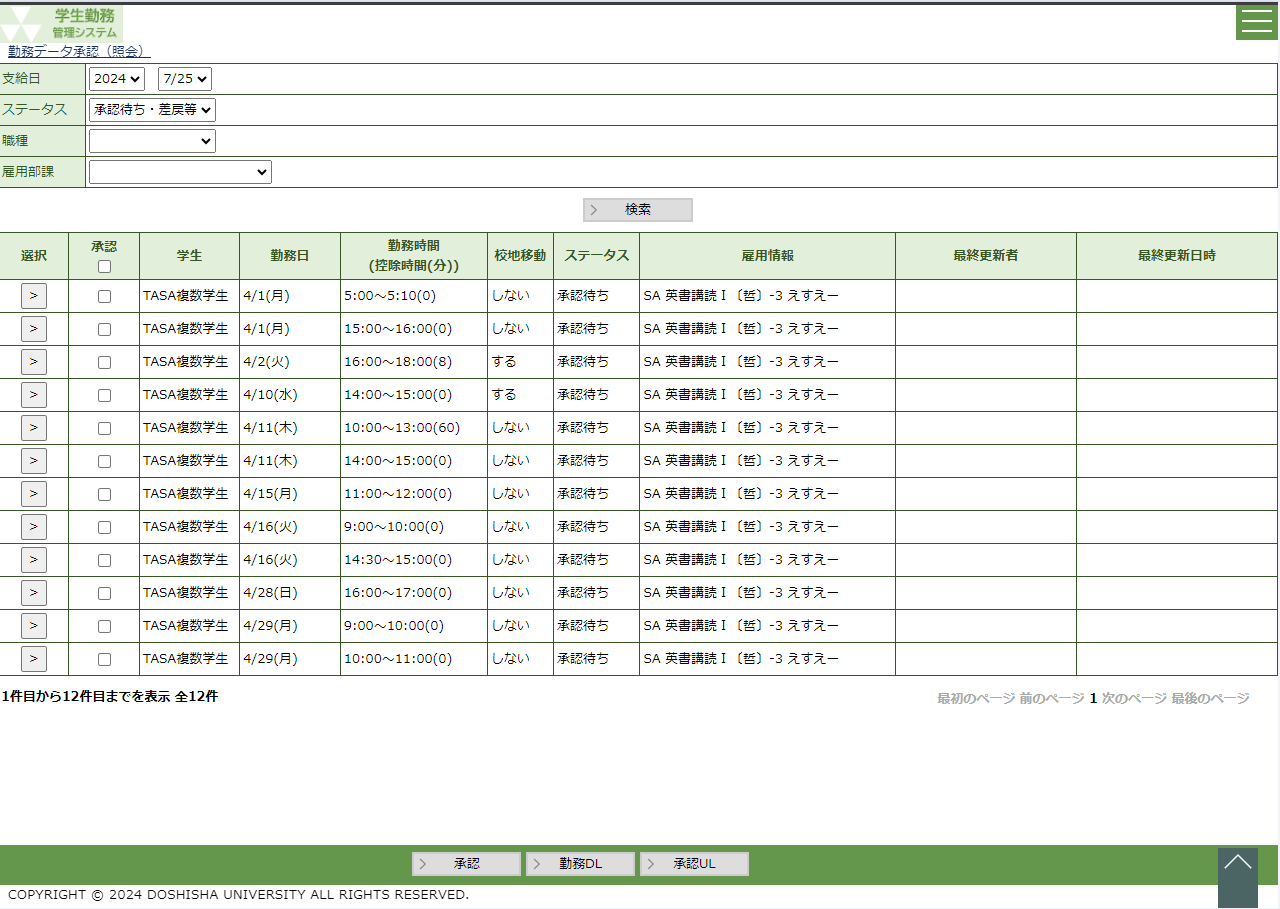 学生勤務
管理システム
勤務データ承認（照会）
支給日 2024 7/25
ステータス 承認待ち・差戻等
職種
雇用部課
検索
選択 承認 学生 勤務日 勤務時間 (控除時間(分)) 校地移動 ステータス 雇用情報 最終更新者 最終更新日時
> TASA複数学生 4/1(月) 5:00～5:10(0) しない 承認待ち SA 英書講読Ⅰ〔哲〕-3 えすえー
> TASA複数学生 4/1(月) 15:00～16:00(0) しない 承認待ち SA 英書講読Ⅰ〔哲〕-3 えすえー
> TASA複数学生 4/2(火) 16:00～18:00(8) する 承認待ち SA 英書講読Ⅰ〔哲〕-3 えすえー
> TASA複数学生 4/10(水) 14:00～15:00(0) する 承認待ち SA 英書講読Ⅰ〔哲〕-3 えすえー
> TASA複数学生 4/11(木) 10:00～13:00(60) しない 承認待ち SA 英書講読Ⅰ〔哲〕-3 えすえー
> TASA複数学生 4/11(木) 14:00～15:00(0) しない 承認待ち SA 英書講読Ⅰ〔哲〕-3 えすえー
> TASA複数学生 4/15(月) 11:00～12:00(0) しない 承認待ち SA 英書講読Ⅰ〔哲〕-3 えすえー
> TASA複数学生 4/16(火) 9:00～10:00(0) しない 承認待ち SA 英書講読Ⅰ〔哲〕-3 えすえー
> TASA複数学生 4/16(火) 14:30～15:00(0) しない 承認待ち SA 英書講読Ⅰ〔哲〕-3 えすえー
> TASA複数学生 4/28(日) 16:00～17:00(0) しない 承認待ち SA 英書講読Ⅰ〔哲〕-3 えすえー
> TASA複数学生 4/29(月) 9:00～10:00(0) しない 承認待ち SA 英書講読Ⅰ〔哲〕-3 えすえー
> TASA複数学生 4/29(月) 10:00～11:00(0) しない 承認待ち SA 英書講読Ⅰ〔哲〕-3 えすえー
1件目から12件目までを表示 全12件 最初のページ 前のページ 1 次のページ 最後のページ
承認 勤務DL 承認UL
COPYRIGHT © 2024 DOSHISHA UNIVERSITY ALL RIGHTS RESERVED.